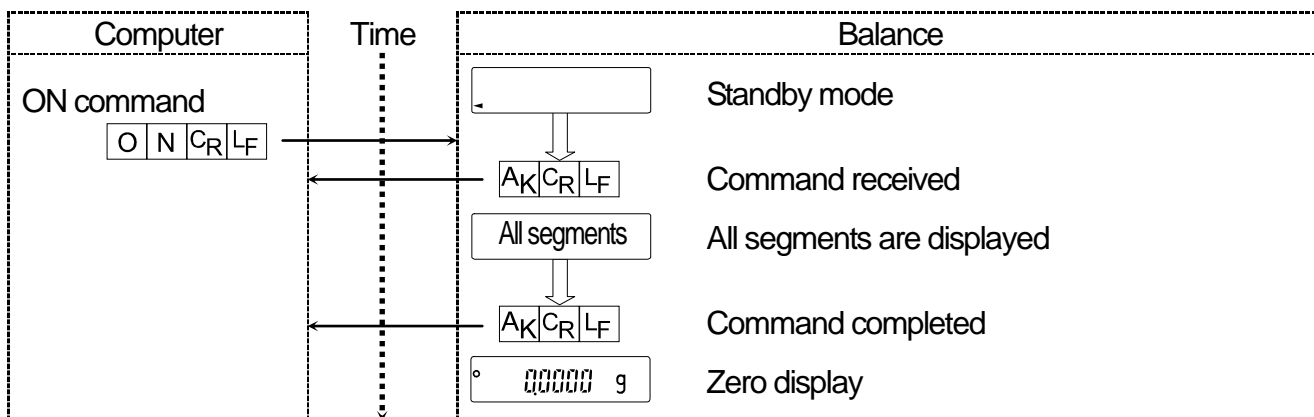 Computer Time Balance
ON command
Standby mode
O N CR LF
AK CR LF Command received
All segments All segments are displayed
AK CR LF Command completed
0.0000 g Zero display